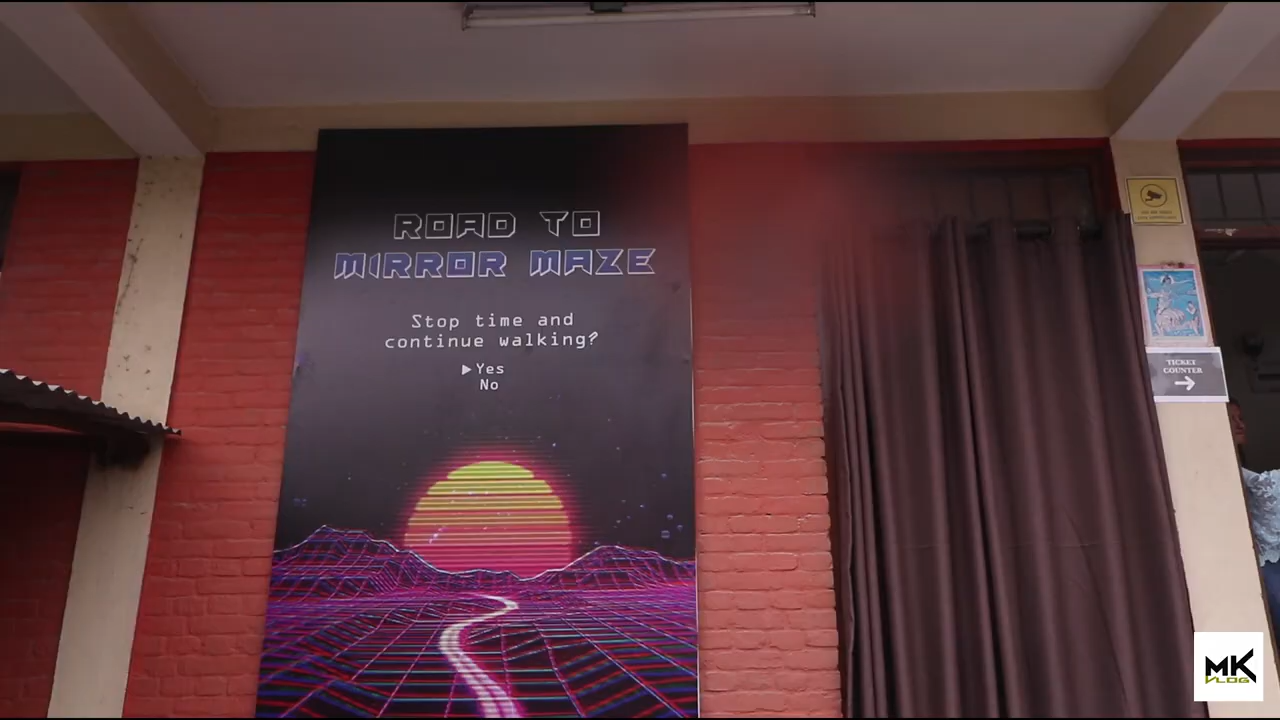 ROAD TO
MIRROR MAZE
Stop time and
continue walking?
▶Yes
No
TICKET
COUNTER
→
MK
VLOG